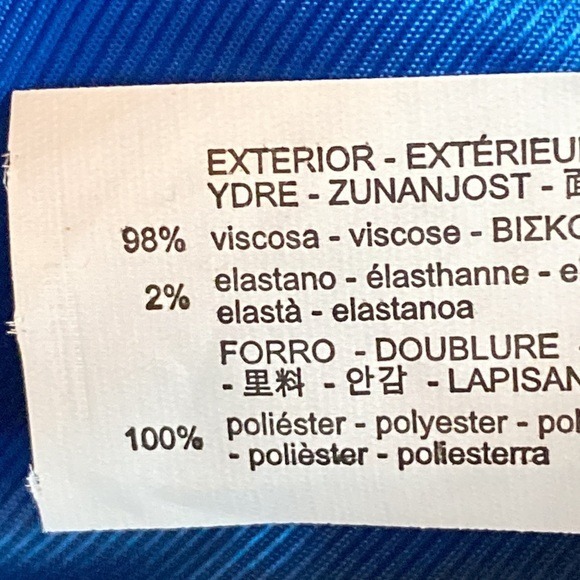 EXTERIOR - EXTÉRIEU
YDRE - ZUNANJOST - 面
98% viscosa - viscose - ΒΙΣΚΟ
2% elastano - élasthanne - e
elastà - elastanoa
FORRO - DOUBLURE -
- 里料 - 안감 - LAPISAN
100% poliéster - polyester - pol
- polièster - poliesterra